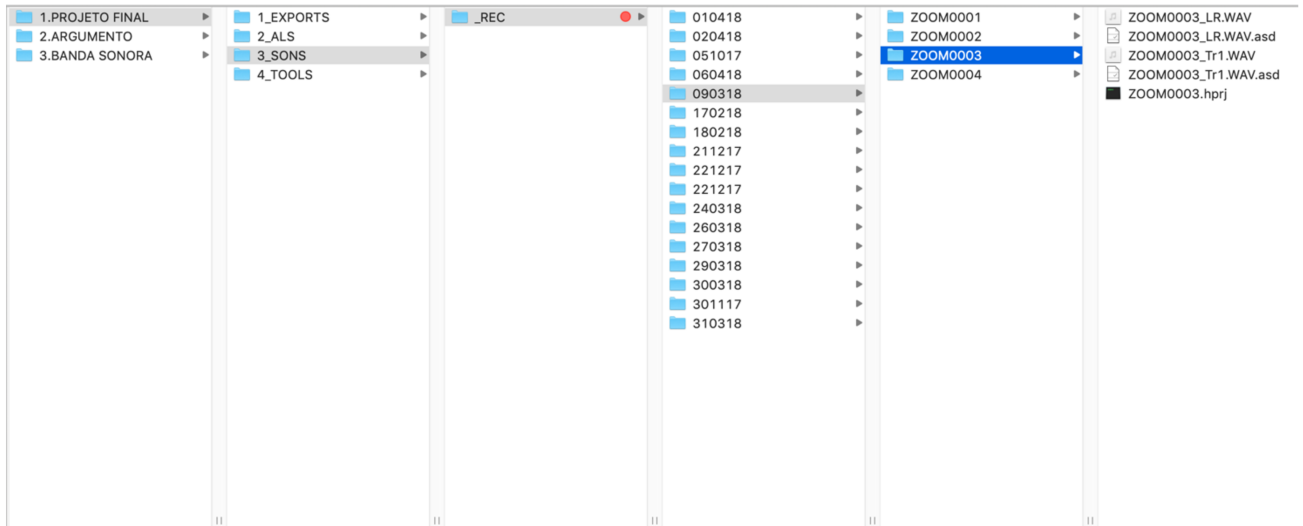 1.PROJETO FINAL
2.ARGUMENTO
3.BANDA SONORA
1_EXPORTS
2_ALS
3_SONS
4_TOOLS
_REC
010418
020418
051017
060418
090318
170218
180218
211217
221217
221217
240318
260318
270318
290318
300318
301117
310318
ZOOM0001
ZOOM0002
ZOOM0003
ZOOM0004
ZOOM0003_LR.WAV
ZOOM0003_LR.WAV.asd
ZOOM0003_Tr1.WAV
ZOOM0003_Tr1.WAV.asd
ZOOM0003.hprj